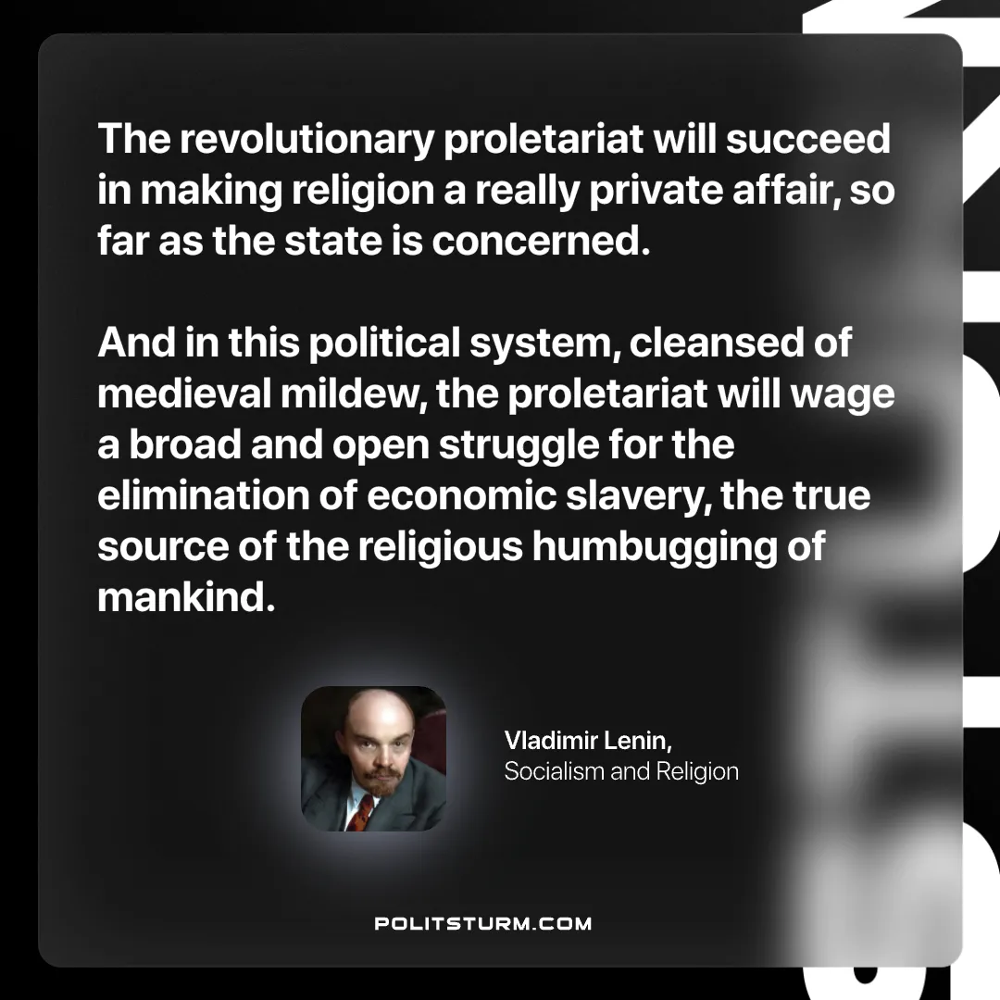 The revolutionary proletariat will succeed
in making religion a really private affair, so
far as the state is concerned.
And in this political system, cleansed of
medieval mildew, the proletariat will wage
a broad and open struggle for the
elimination of economic slavery, the true
source of the religious humbugging of
mankind.
Vladimir Lenin,
Socialism and Religion
POLITSTURM.COM